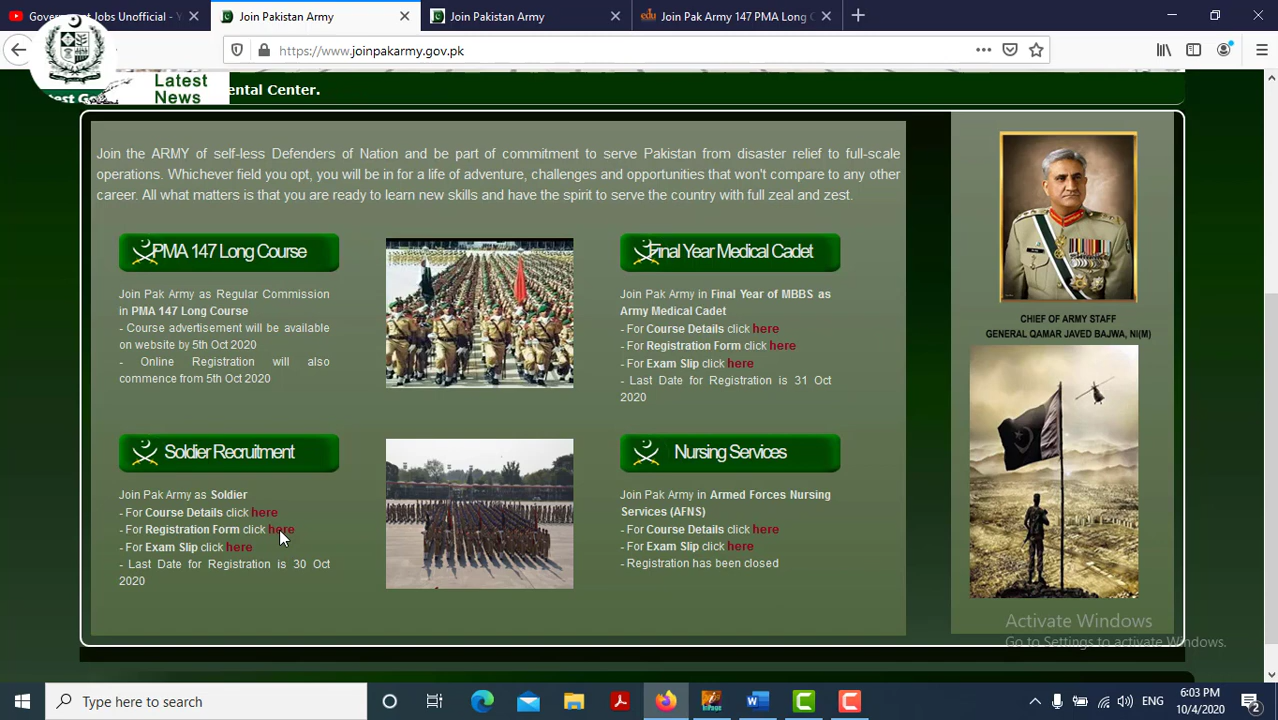 Government Jobs Unofficial - Y
Join Pakistan Army
Join Pakistan Army
Join Pak Army 147 PMA Long C
https://www.joinpakarmy.gov.pk
Latest
News
ental Center.
Join the ARMY of self-less Defenders of Nation and be part of commitment to serve Pakistan from disaster relief to full-scale
operations. Whichever field you opt, you will be in for a life of adventure, challenges and opportunities that won't compare to any other
career. All what matters is that you are ready to learn new skills and have the spirit to serve the country with full zeal and zest.
PMA 147 Long Course
Join Pak Army as Regular Commission
in PMA 147 Long Course
- Course advertisement will be available
on website by 5th Oct 2020
- Online Registration will also
commence from 5th Oct 2020
Final Year Medical Cadet
Join Pak Army in Final Year of MBBS as
Army Medical Cadet
- For Course Details click here
- For Registration Form click here
- For Exam Slip click here
- Last Date for Registration is 31 Oct
2020
Soldier Recruitment
Join Pak Army as Soldier
- For Course Details click here
- For Registration Form click here
- For Exam Slip click here
- Last Date for Registration is 30 Oct
2020
Nursing Services
Join Pak Army in Armed Forces Nursing
Services (AFNS)
- For Course Details click here
- For Exam Slip click here
- Registration has been closed
CHIEF OF ARMY STAFF
GENERAL QAMAR JAVED BAJWA, NI(M)
Activate Windows
Go to Settings to activate Windows.
Type here to search
ENG
6:03 PM
10/4/2020
2